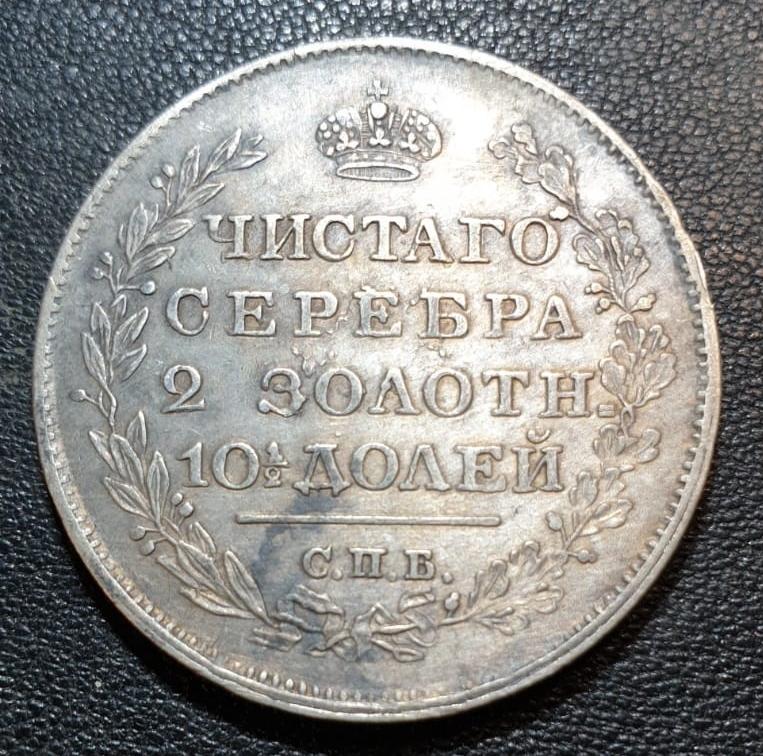 ЧИСТАГО
СЕРЕБРА
2 ЗОЛОТН.
10½ ДОЛЕЙ
С.П.Б.